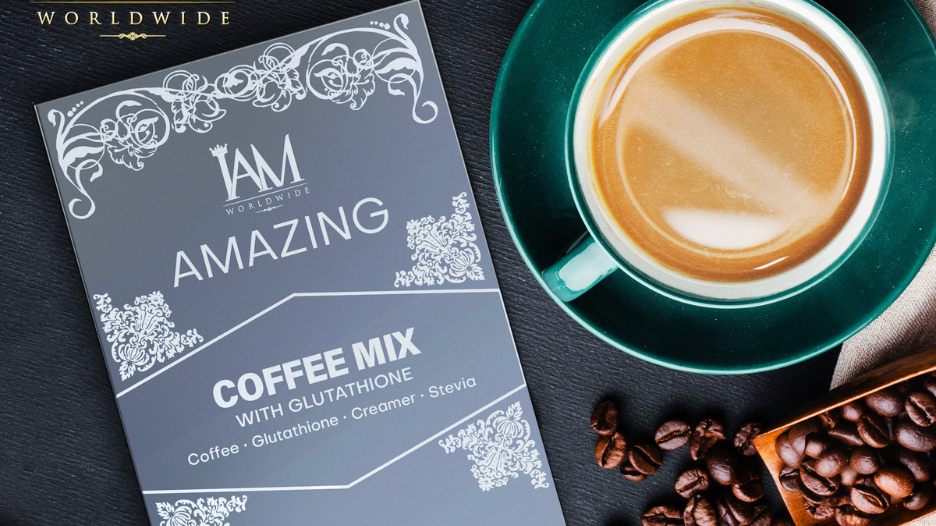 WORLDWIDE
IAM
WORLDWIDE
AMAZING
COFFEE MIX
WITH GLUTATHIONE
Coffee · Glutathione · Creamer · Stevia